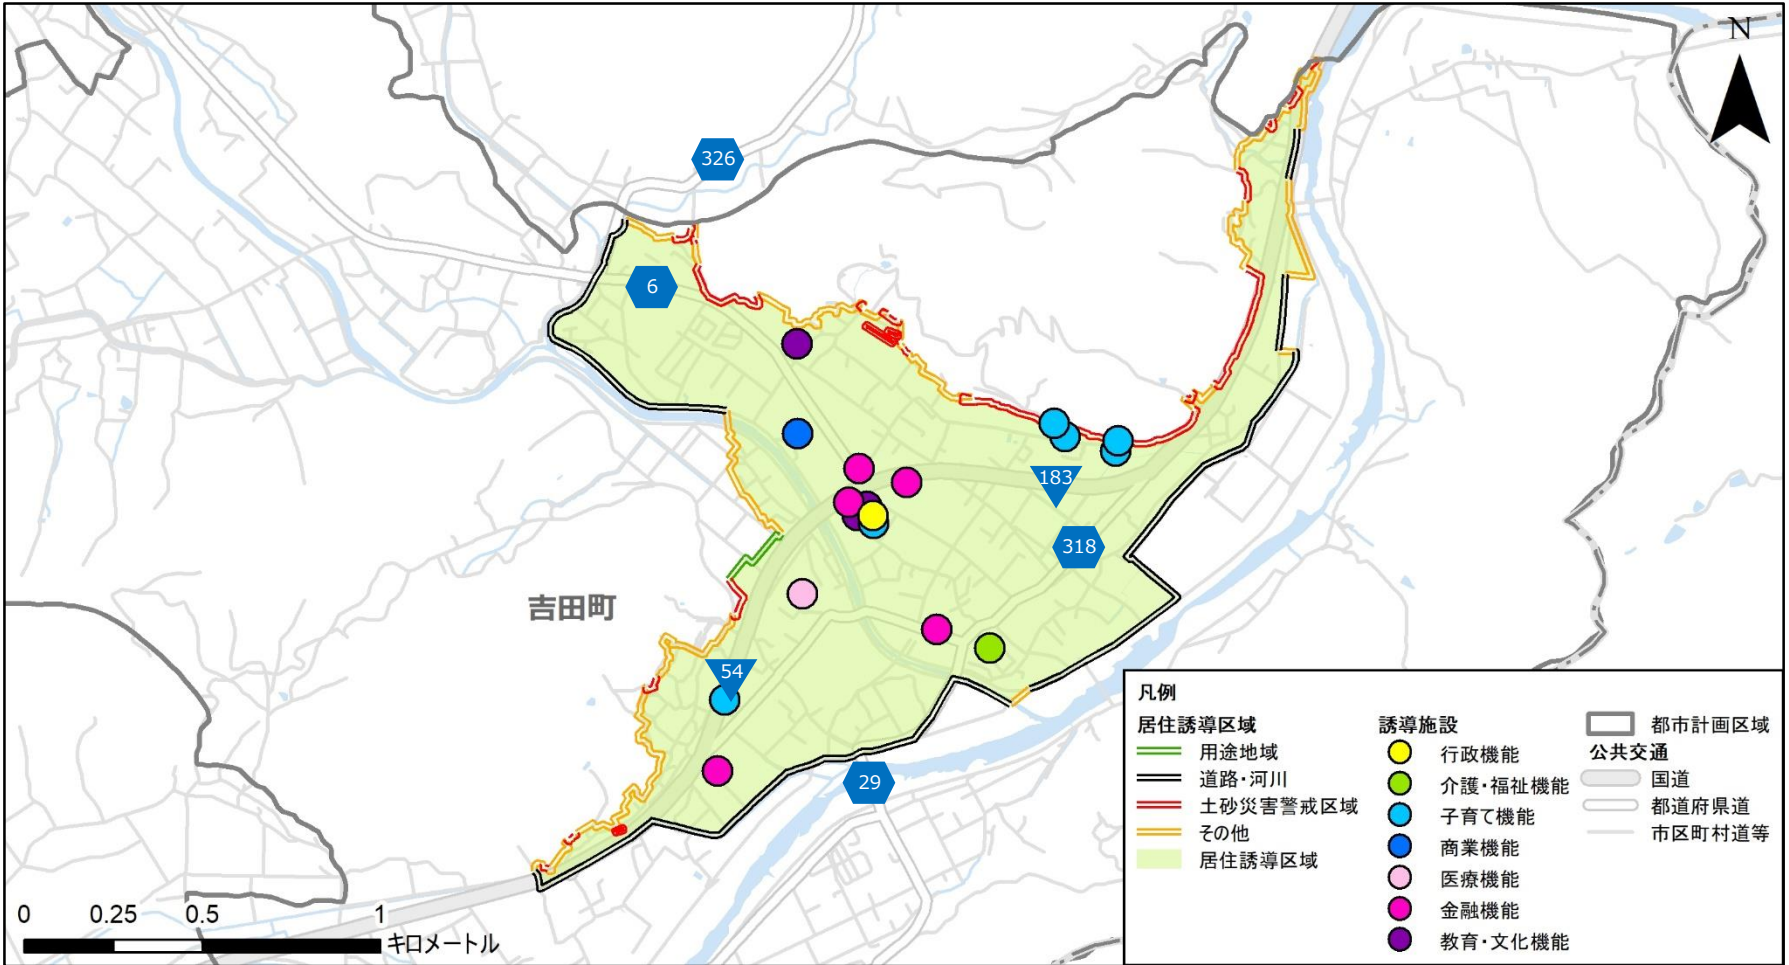 N
326
6
183
318
吉田町
54
29
凡例
居住誘導区域
用途地域
道路・河川
土砂災害警戒区域
その他
居住誘導区域
誘導施設
行政機能
介護・福祉機能
子育て機能
商業機能
医療機能
金融機能
教育・文化機能
都市計画区域
公共交通
国道
都道府県道
市区町村道等
0 0.25 0.5 1
キロメートル